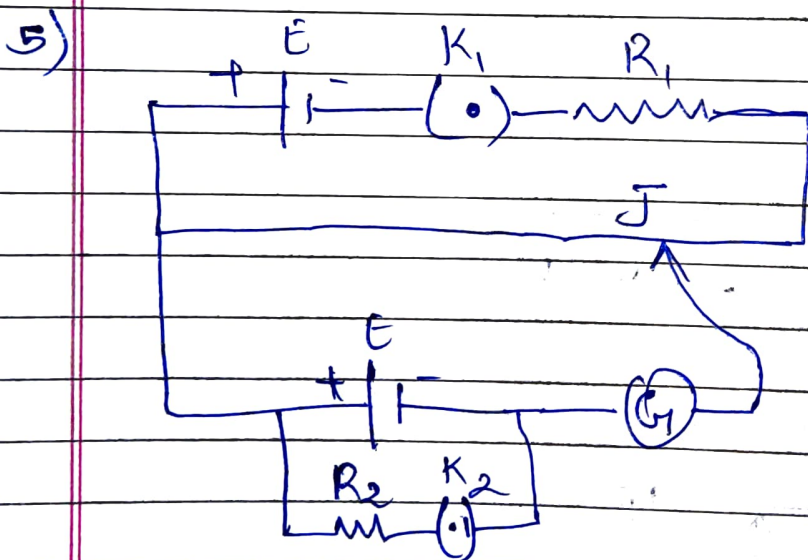 5)
E K₁ R₁
+ -
J
E
+ -
G
R₂ K₂